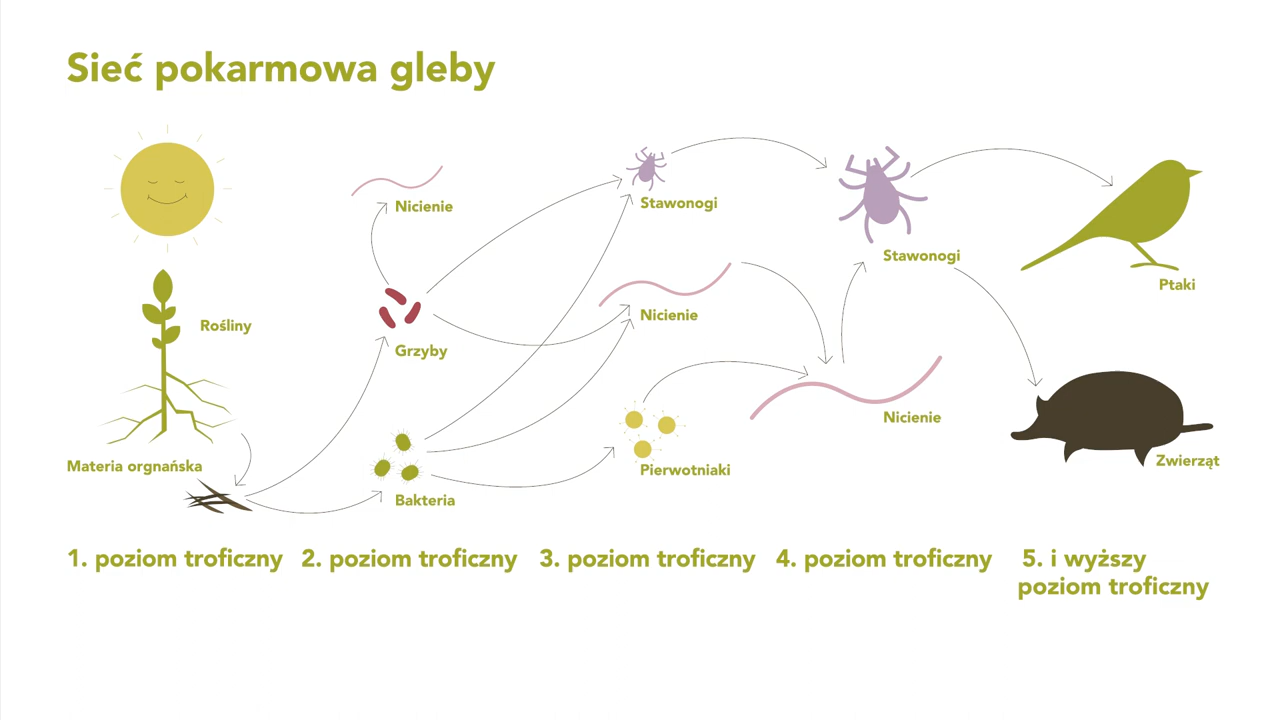 Sieć pokarmowa gleby
Nicienie
Stawonogi
Stawonogi
Ptaki
Rośliny
Nicienie
Grzyby
Nicienie
Materia orgnańska
Pierwotniaki
Zwierząt
Bakteria
1. poziom troficzny
2. poziom troficzny
3. poziom troficzny
4. poziom troficzny
5. i wyższy
poziom troficzny